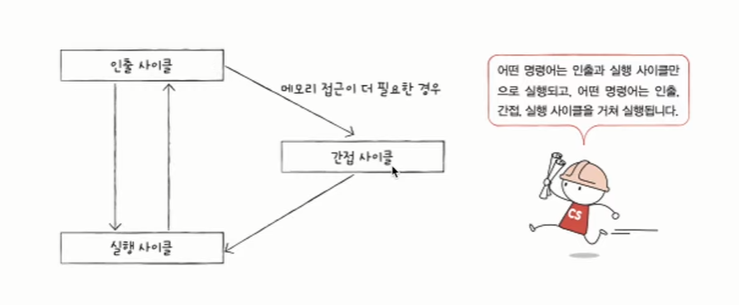 인출 사이클
메모리 접근이 더 필요한 경우
간접 사이클
실행 사이클
어떤 명령어는 인출과 실행 사이클만
으로 실행되고, 어떤 명령어는 인출,
간접, 실행 사이클을 거쳐 실행됩니다.
CS